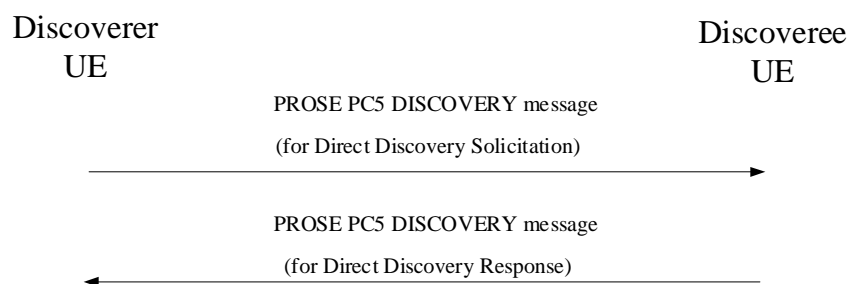 Discoverer
UE
Discoveree
UE
PROSE PC5 DISCOVERY message
(for Direct Discovery Solicitation)
PROSE PC5 DISCOVERY message
(for Direct Discovery Response)